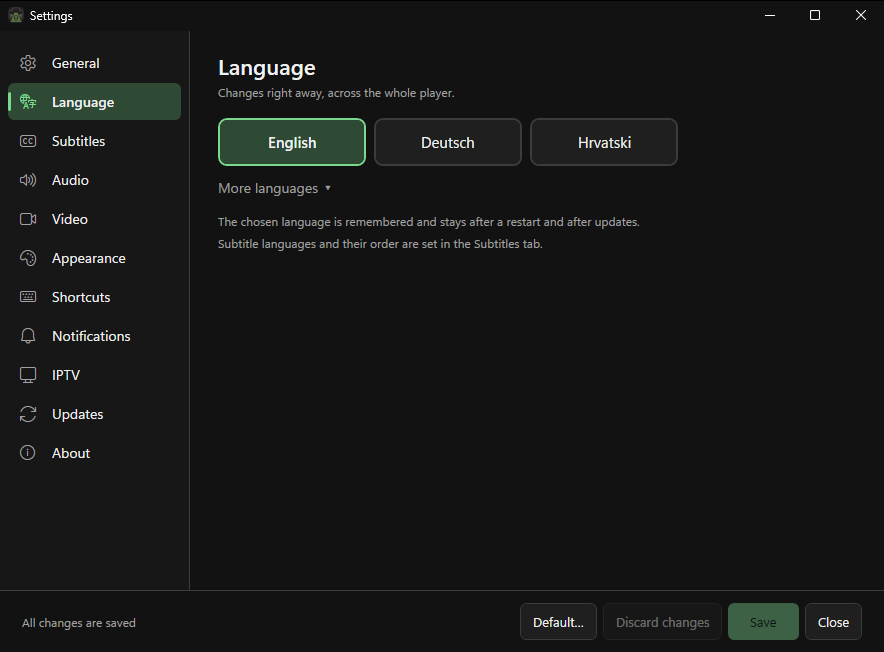 Settings
General
Language
Subtitles
Audio
Video
Appearance
Shortcuts
Notifications
IPTV
Updates
About
Language
Changes right away, across the whole player.
English
Deutsch
Hrvatski
More languages
The chosen language is remembered and stays after a restart and after updates.
Subtitle languages and their order are set in the Subtitles tab.
All changes are saved
Default...
Discard changes
Save
Close